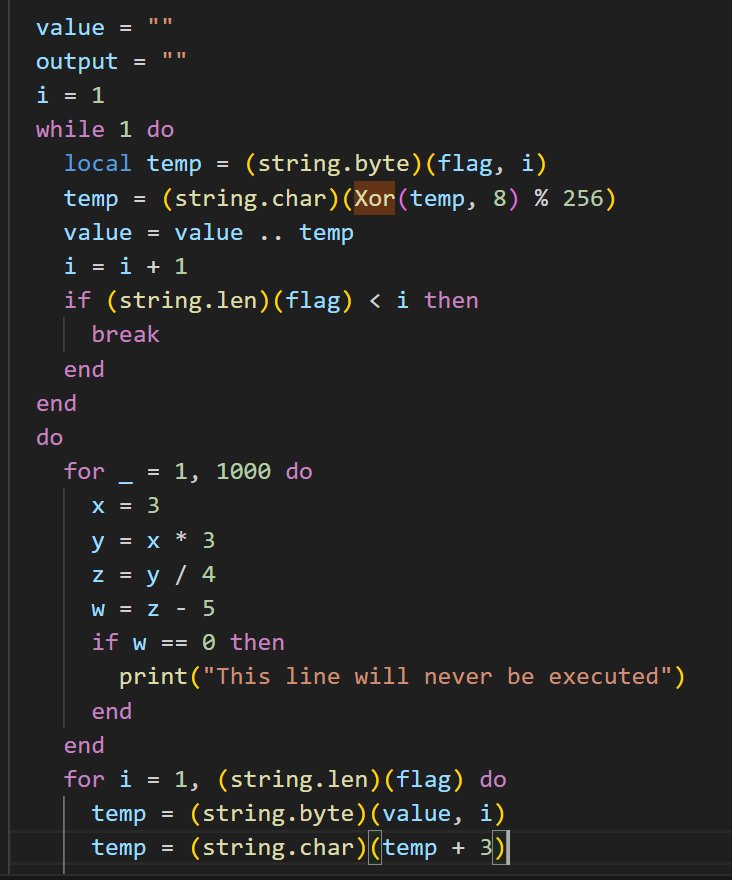 value = ""
output = ""
i = 1
while 1 do
  local temp = (string.byte)(flag, i)
  temp = (string.char)(Xor(temp, 8) % 256)
  value = value .. temp
  i = i + 1
  if (string.len)(flag) < i then
    break
  end
end
do
  for _ = 1, 1000 do
    x = 3
    y = x * 3
    z = y / 4
    w = z - 5
    if w == 0 then
      print("This line will never be executed")
    end
  end
  for i = 1, (string.len)(flag) do
    temp = (string.byte)(value, i)
    temp = (string.char)(temp + 3)